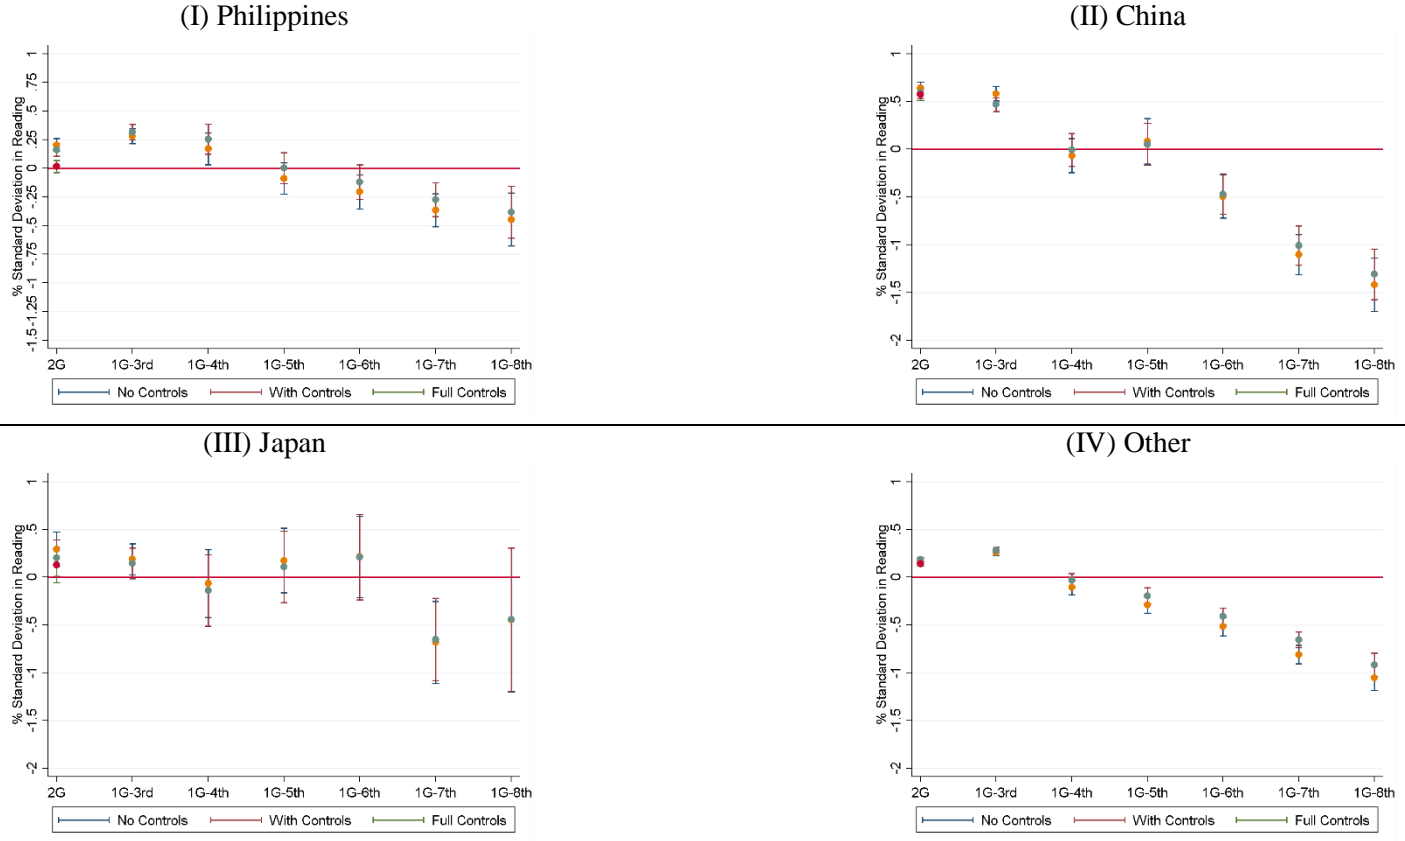 (I) Philippines
% Standard Deviation in Reading
1
.75
.5
.25
0
-.25
-.5
-.75
-1
-1.25
-1.5
2G 1G-3rd 1G-4th 1G-5th 1G-6th 1G-7th 1G-8th
No Controls With Controls Full Controls
(II) China
% Standard Deviation in Reading
1
.5
0
-.5
-1
-1.5
-2
2G 1G-3rd 1G-4th 1G-5th 1G-6th 1G-7th 1G-8th
No Controls With Controls Full Controls
(III) Japan
% Standard Deviation in Reading
1
.5
0
-.5
-1
-1.5
-2
2G 1G-3rd 1G-4th 1G-5th 1G-6th 1G-7th 1G-8th
No Controls With Controls Full Controls
(IV) Other
% Standard Deviation in Reading
1
.5
0
-.5
-1
-1.5
-2
2G 1G-3rd 1G-4th 1G-5th 1G-6th 1G-7th 1G-8th
No Controls With Controls Full Controls